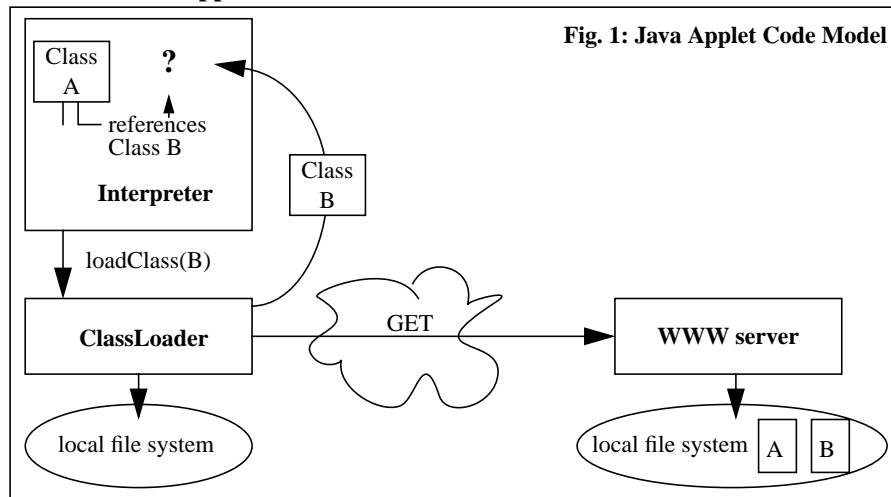 Fig. 1: Java Applet Code Model
Class
A
?
references
Class B
Interpreter
Class
B
loadClass(B)
ClassLoader
GET
WWW server
local file system
local file system
A
B